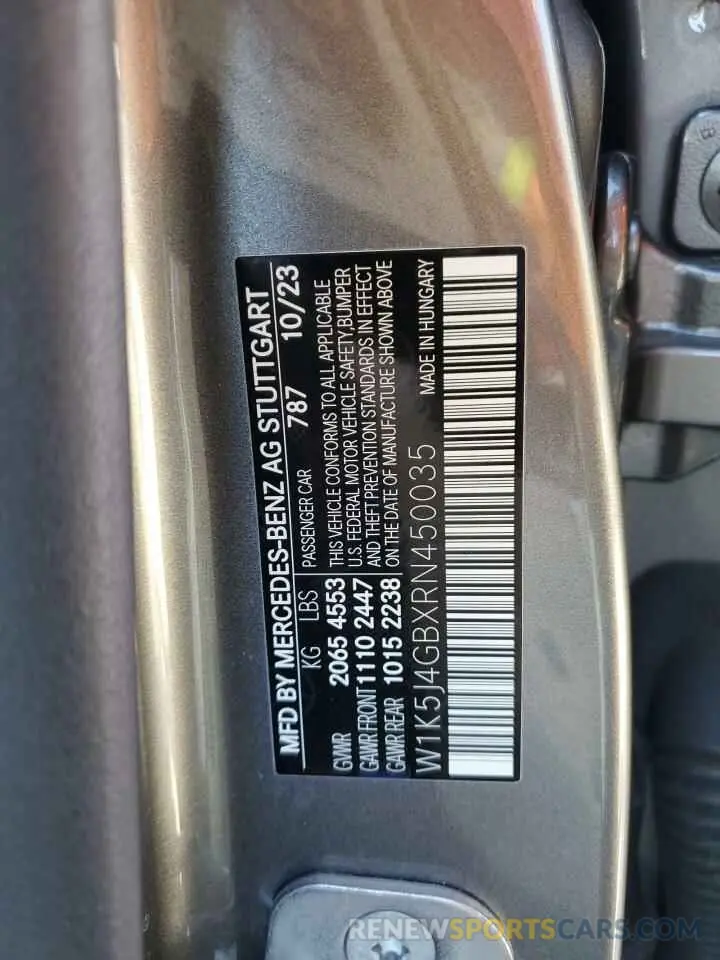 MFD BY MERCEDES-BENZ AG STUTTGART
KG LBS 787 10/23
PASSENGER CAR
GVWR 2065 4553 THIS VEHICLE CONFORMS TO ALL APPLICABLE
GAWR FRONT 1110 2447 U.S. FEDERAL MOTOR VEHICLE SAFETY, BUMPER
AND THEFT PREVENTION STANDARDS IN EFFECT
GAWR REAR 1015 2238 ON THE DATE OF MANUFACTURE SHOWN ABOVE
W1K5J4GBXRN450035 MADE IN HUNGARY
RENEWSPORTSCARS.COM